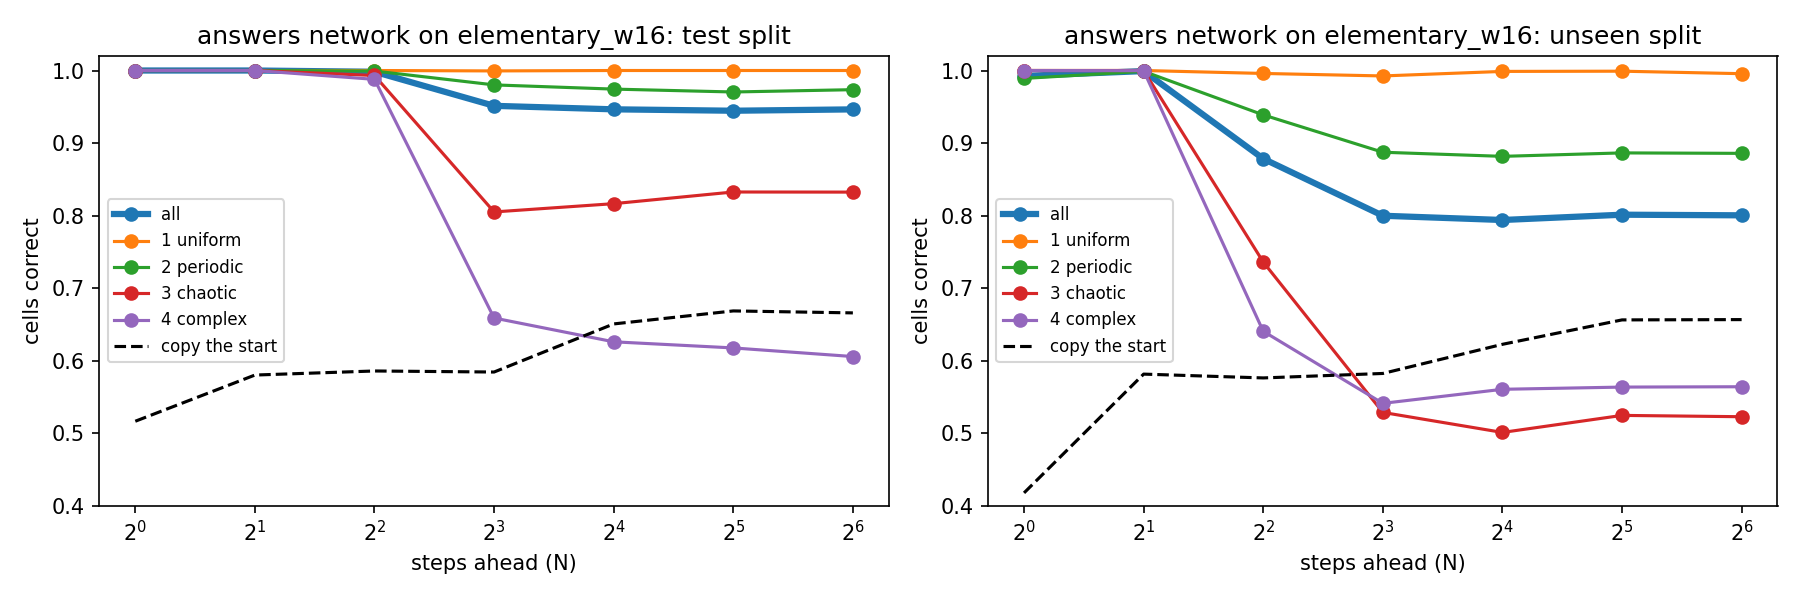 answers network on elementary_w16: test split
cells correct
1.0
0.9
0.8
0.7
0.6
0.5
0.4
all
1 uniform
2 periodic
3 chaotic
4 complex
copy the start
2^0 2^1 2^2 2^3 2^4 2^5 2^6
steps ahead (N)
answers network on elementary_w16: unseen split
cells correct
1.0
0.9
0.8
0.7
0.6
0.5
0.4
all
1 uniform
2 periodic
3 chaotic
4 complex
copy the start
2^0 2^1 2^2 2^3 2^4 2^5 2^6
steps ahead (N)